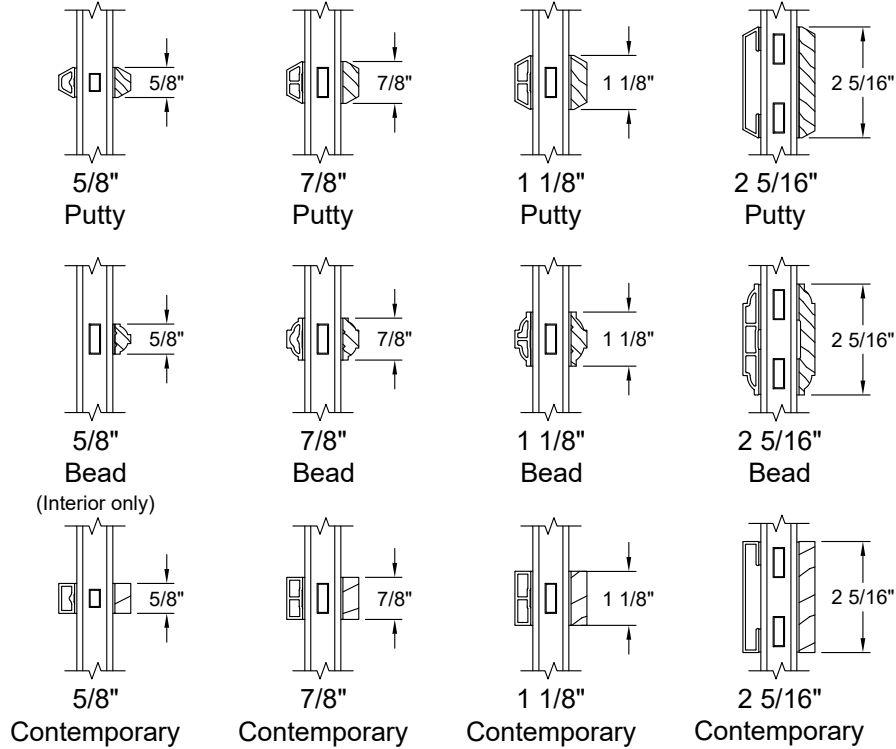 5/8"
7/8"
1 1/8"
2 5/16"
5/8"
Putty
7/8"
Putty
1 1/8"
Putty
2 5/16"
Putty
5/8"
7/8"
1 1/8"
2 5/16"
5/8"
Bead
(Interior only)
7/8"
Bead
1 1/8"
Bead
2 5/16"
Bead
5/8"
7/8"
1 1/8"
2 5/16"
5/8"
Contemporary
7/8"
Contemporary
1 1/8"
Contemporary
2 5/16"
Contemporary